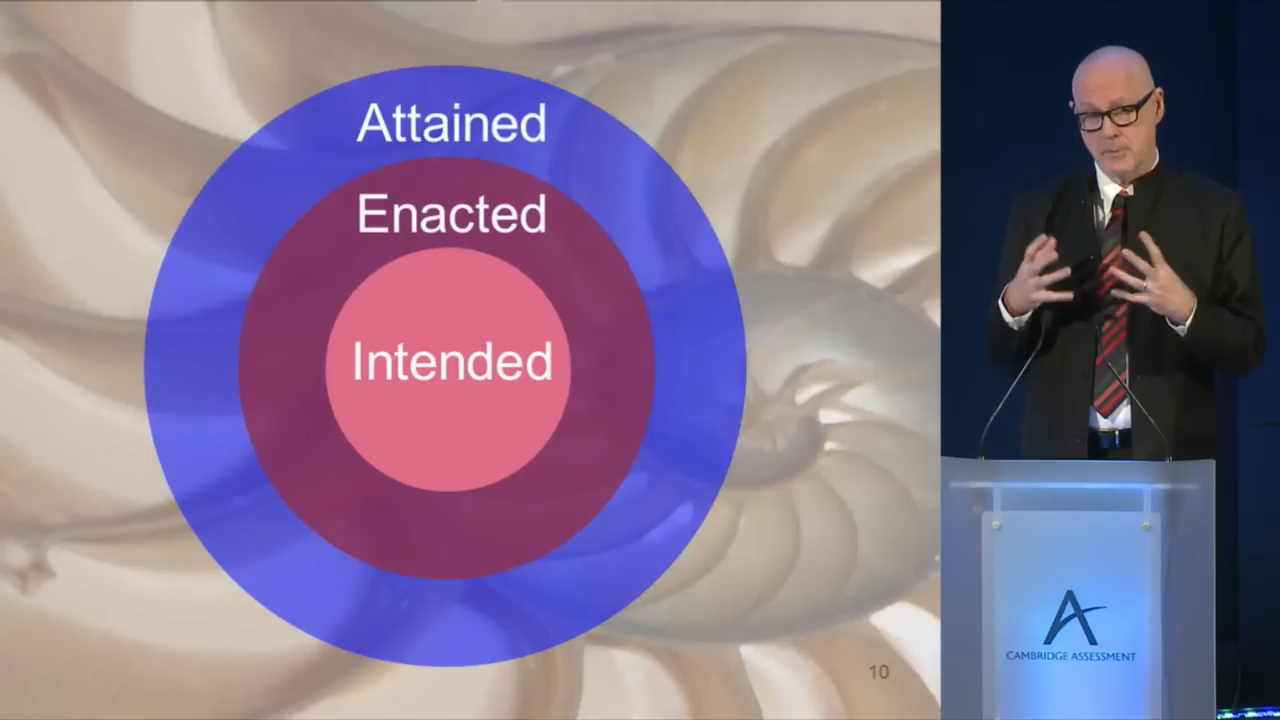 Attained
Enacted
Intended
10
CAMBRIDGE ASSESSMENT